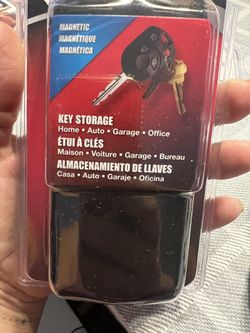 MAGNETIC
MAGNÉTIQUE
MAGNÉTICA
KEY STORAGE
Home • Auto • Garage • Office
ÉTUI À CLÉS
Maison • Voiture • Garage • Bureau
ALMACENAMIENTO DE LLAVES
Casa • Auto • Garaje • Oficina